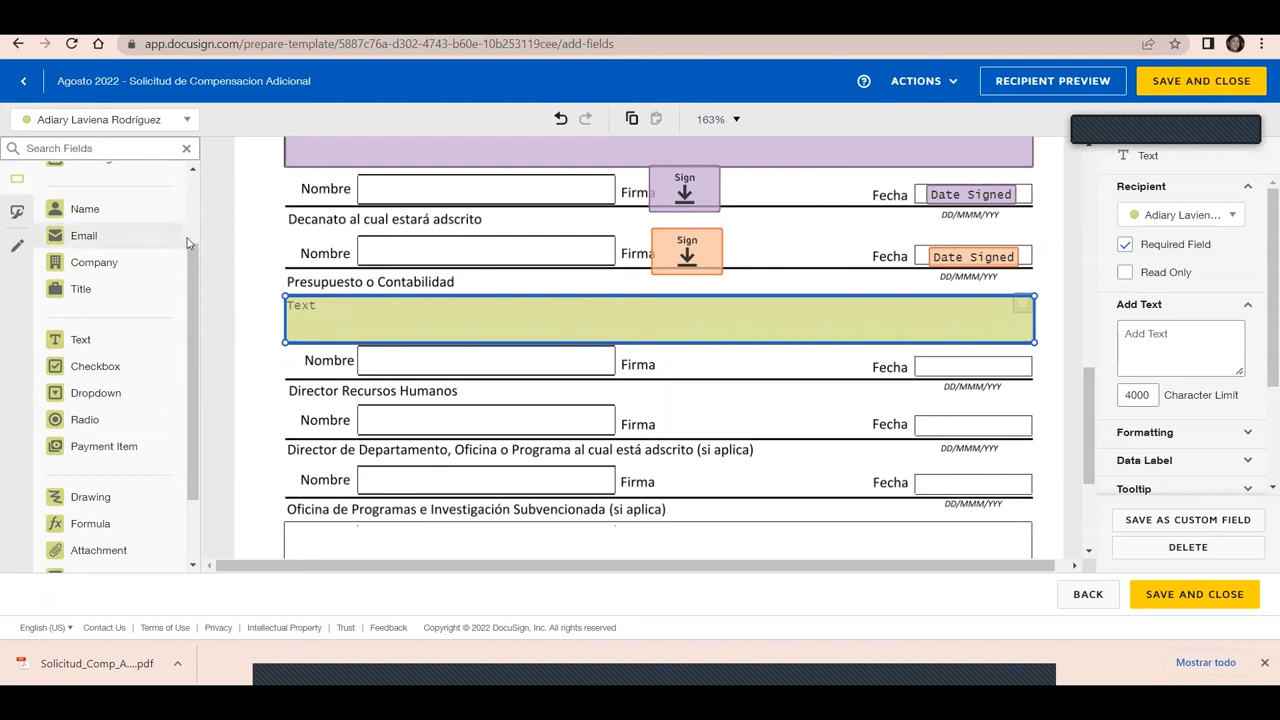 app.docusign.com/prepare-template/5887c76a-d302-4743-b60e-10b253119cee/add-fields
Agosto 2022 - Solicitud de Compensacion Adicional
ACTIONS
RECIPIENT PREVIEW
SAVE AND CLOSE
Adiary Laviena Rodríguez
163%
Search Fields
Name
Email
Company
Title
Text
Checkbox
Dropdown
Radio
Payment Item
Drawing
Formula
Attachment
Nombre Firma Sign Fecha Date Signed
DD/MMM/YYY
Decanato al cual estará adscrito
Nombre Firma Sign Fecha Date Signed
DD/MMM/YYY
Presupuesto o Contabilidad
Text
Nombre Firma Fecha
DD/MMM/YYY
Director Recursos Humanos
Nombre Firma Fecha
DD/MMM/YYY
Director de Departamento, Oficina o Programa al cual está adscrito (si aplica)
Nombre Firma Fecha
DD/MMM/YYY
Oficina de Programas e Investigación Subvencionada (si aplica)
Text
Recipient
Adiary Lavien...
Required Field
Read Only
Add Text
Add Text
4000 Character Limit
Formatting
Data Label
Tooltip
SAVE AS CUSTOM FIELD
DELETE
BACK
SAVE AND CLOSE
English (US) Contact Us Terms of Use Privacy Intellectual Property Trust Feedback Copyright © 2022 DocuSign, Inc. All rights reserved
Solicitud_Comp_A....pdf
Mostrar todo